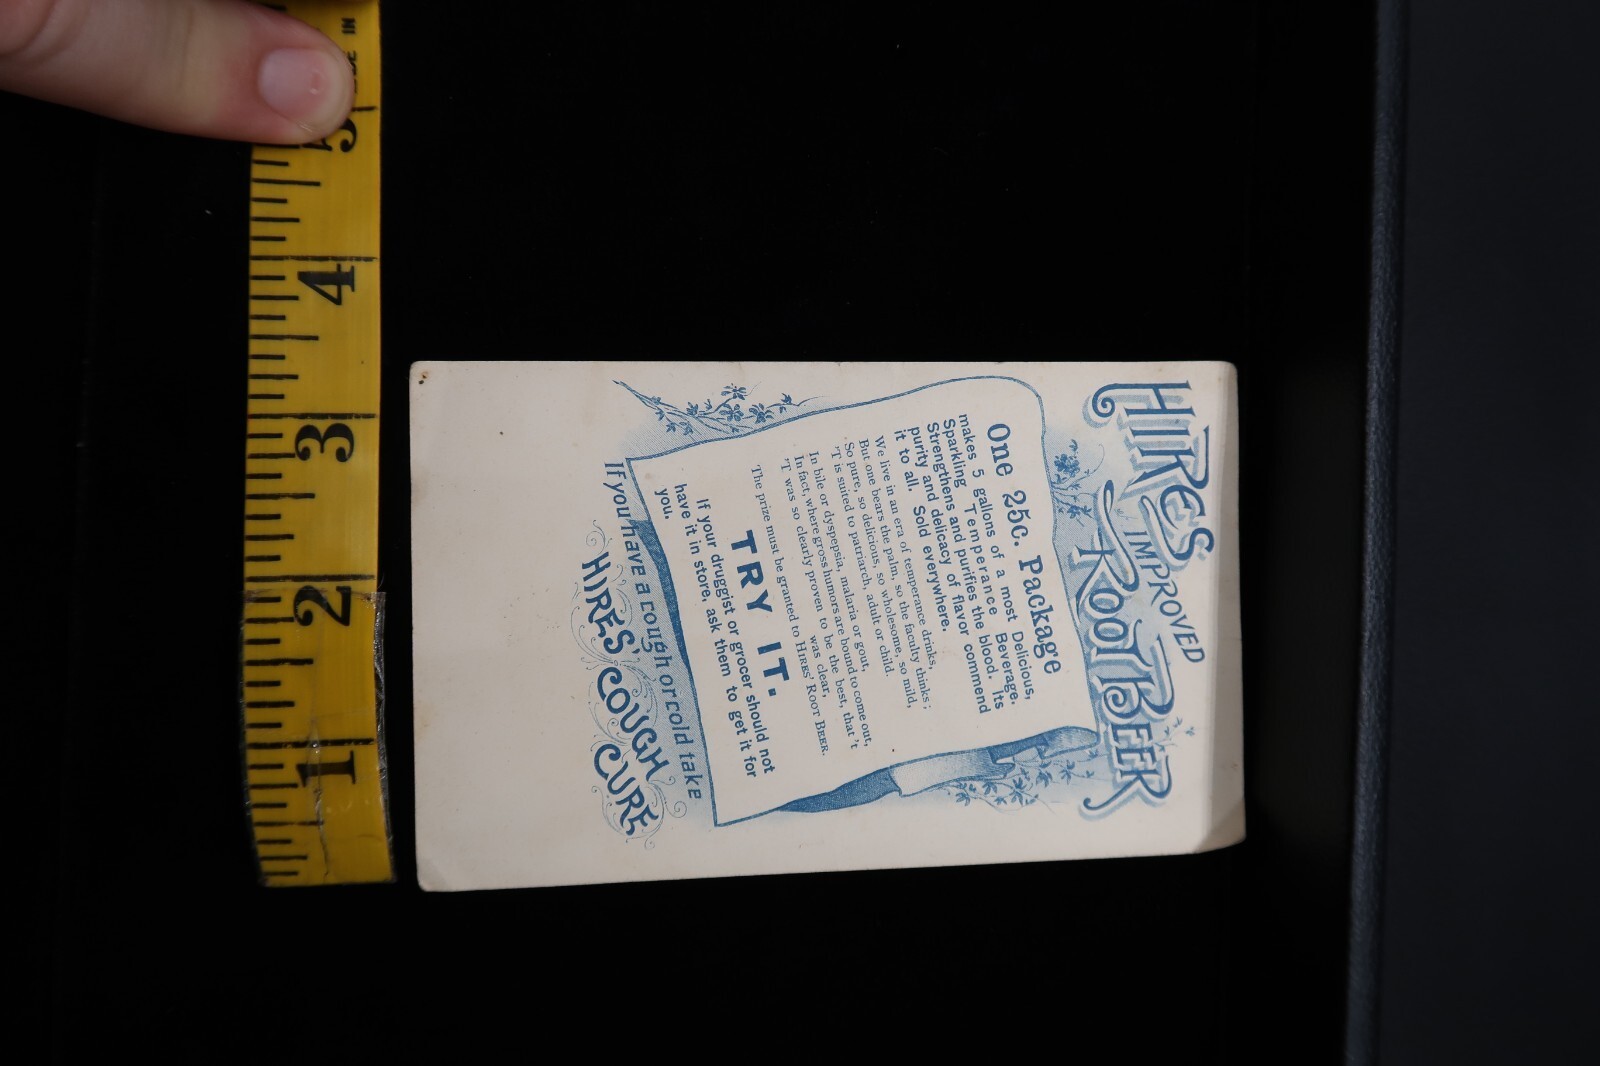 HIRES
IMPROVED
ROOT BEER
One 25c. Package
makes 5 gallons of a most Delicious,
Sparkling Temperance Beverage.
Strengthens and purifies the blood. Its
purity and delicacy of flavor commend
it to all. Sold everywhere.
We live in an era of temperance drinks,
But one bears the palm, so the faculty thinks;
So pure, so delicious, so wholesome, so mild,
'T is suited to patriarch, adult or child.
In bile or dyspepsia, malaria or gout,
In fact, where gross humors are bound to come out,
'T was so clearly proven to be the best, that 't was clear,
The prize must be granted to HIRES' ROOT BEER.
TRY IT.
If your druggist or grocer should not
have it in store, ask them to get it for
you.
If you have a cough or cold take
HIRES' COUGH CURE
1
2
3
4
5
IN